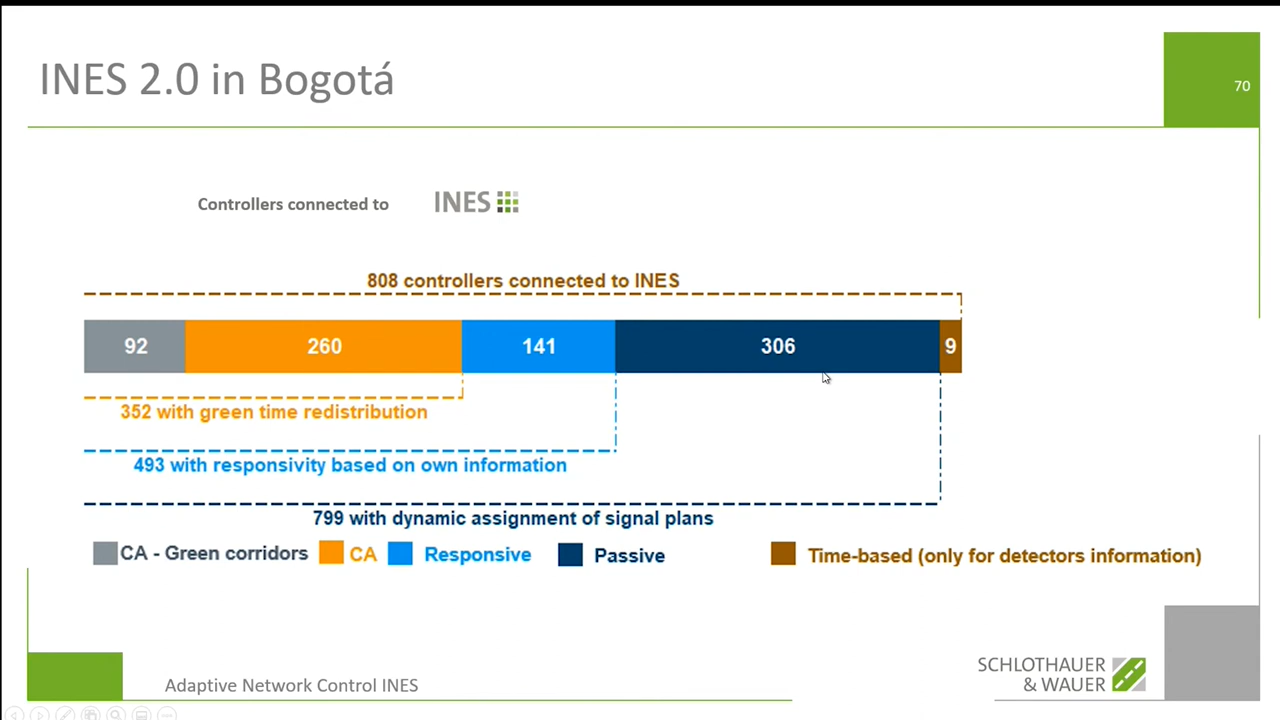 INES 2.0 in Bogotá
70
Controllers connected to INES
808 controllers connected to INES
92 260 141 306 9
352 with green time redistribution
493 with responsivity based on own information
799 with dynamic assignment of signal plans
CA - Green corridors CA Responsive Passive Time-based (only for detectors information)
Adaptive Network Control INES
SCHLOTHAUER
& WAUER